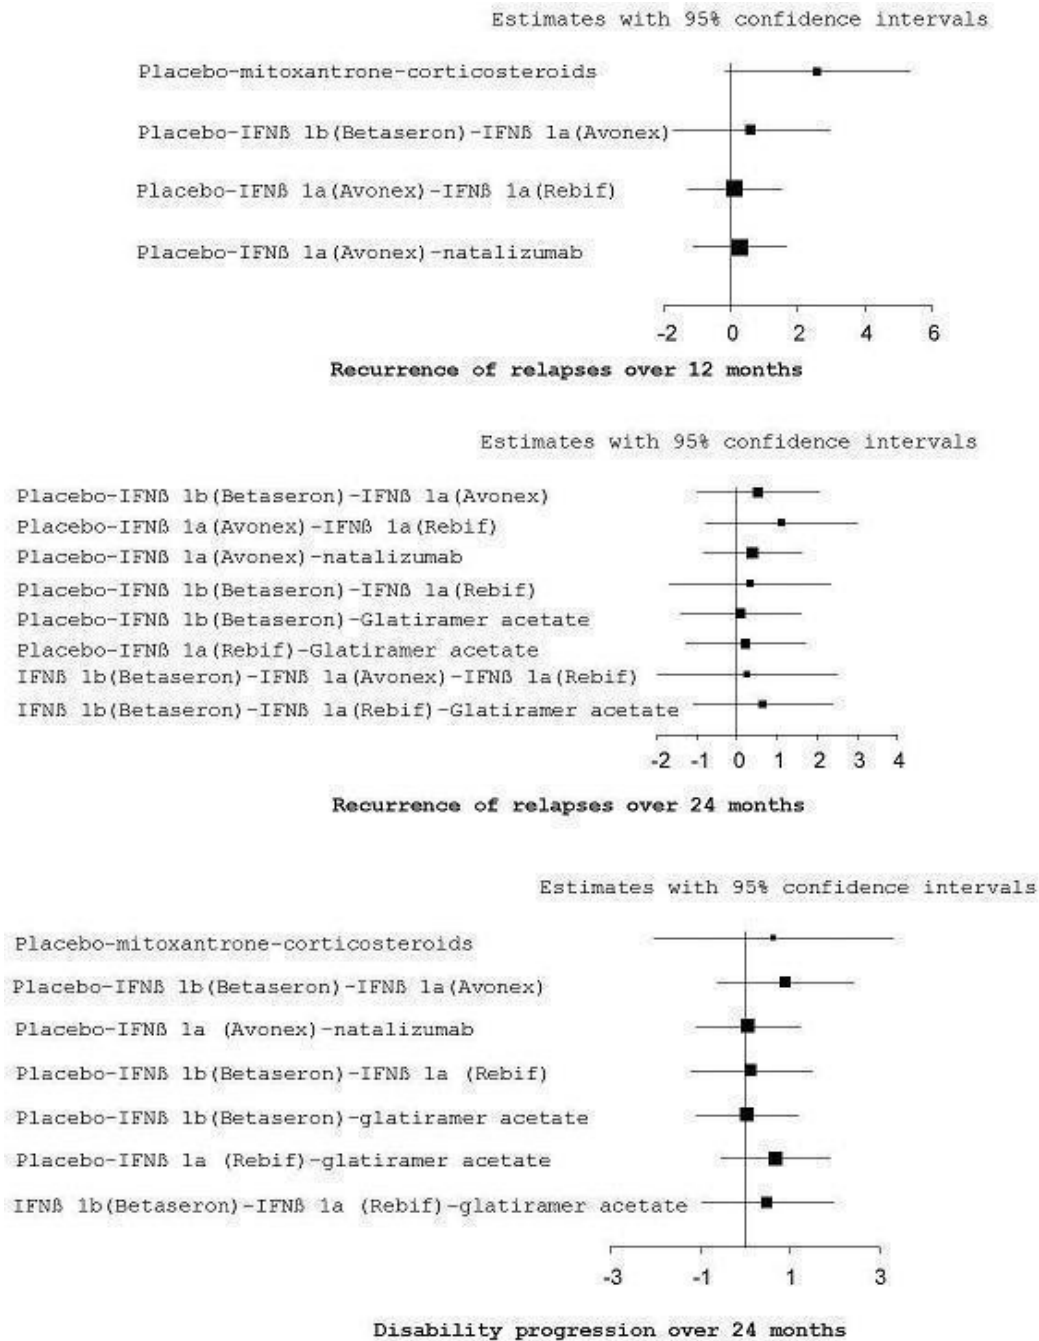 Estimates with 95% confidence intervals
Placebo-mitoxantrone-corticosteroids
Placebo-IFNß 1b(Betaseron)-IFNß 1a(Avonex)
Placebo-IFNß 1a(Avonex)-IFNß 1a(Rebif)
Placebo-IFNß 1a(Avonex)-natalizumab
-2 0 2 4 6
Recurrence of relapses over 12 months
Estimates with 95% confidence intervals
Placebo-IFNß 1b(Betaseron)-IFNß 1a(Avonex)
Placebo-IFNß 1a(Avonex)-IFNß 1a(Rebif)
Placebo-IFNß 1a(Avonex)-natalizumab
Placebo-IFNß 1b(Betaseron)-IFNß 1a(Rebif)
Placebo-IFNß 1b(Betaseron)-Glatiramer acetate
Placebo-IFNß 1a(Rebif)-Glatiramer acetate
IFNß 1b(Betaseron)-IFNß 1a(Avonex)-IFNß 1a(Rebif)
IFNß 1b(Betaseron)-IFNß 1a(Rebif)-Glatiramer acetate
-2 -1 0 1 2 3 4
Recurrence of relapses over 24 months
Estimates with 95% confidence intervals
Placebo-mitoxantrone-corticosteroids
Placebo-IFNß 1b(Betaseron)-IFNß 1a(Avonex)
Placebo-IFNß 1a (Avonex)-natalizumab
Placebo-IFNß 1b(Betaseron)-IFNß 1a (Rebif)
Placebo-IFNß 1b(Betaseron)-glatiramer acetate
Placebo-IFNß 1a (Rebif)-glatiramer acetate
IFNß 1b(Betaseron)-IFNß 1a (Rebif)-glatiramer acetate
-3 -1 1 3
Disability progression over 24 months